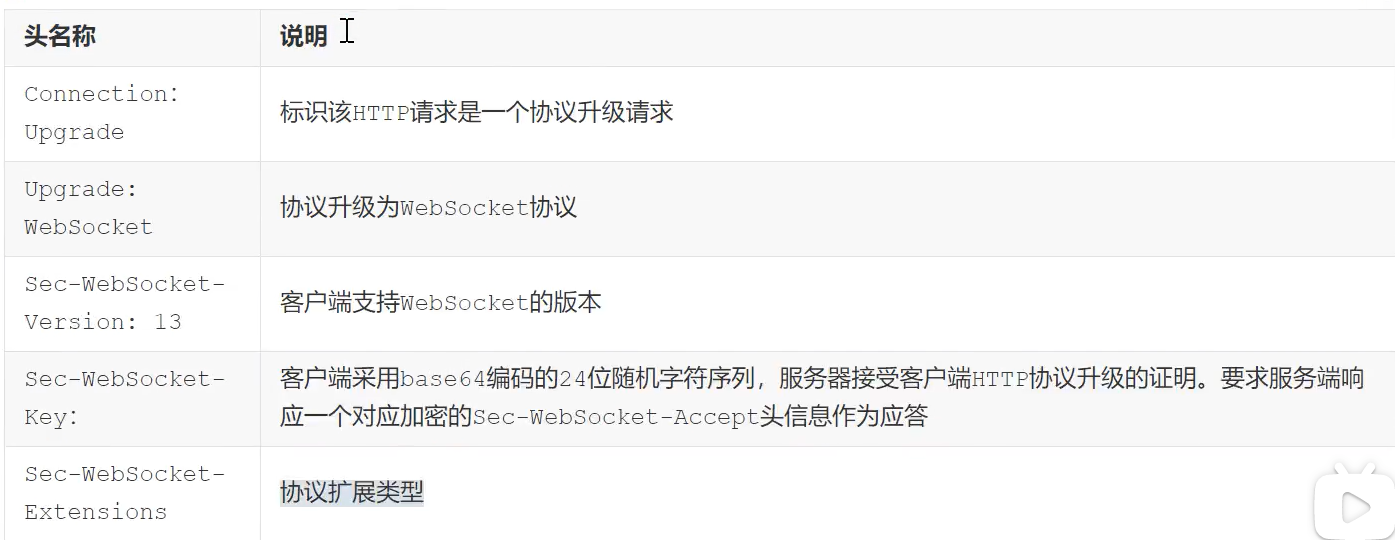 头名称
说明
Connection:
Upgrade
标识该HTTP请求是一个协议升级请求
Upgrade:
WebSocket
协议升级为WebSocket协议
Sec-WebSocket-
Version: 13
客户端支持WebSocket的版本
Sec-WebSocket-
Key:
客户端采用base64编码的24位随机字符序列，服务器接受客户端HTTP协议升级的证明。要求服务端响
应一个对应加密的Sec-WebSocket-Accept头信息作为应答
Sec-WebSocket-
Extensions
协议扩展类型